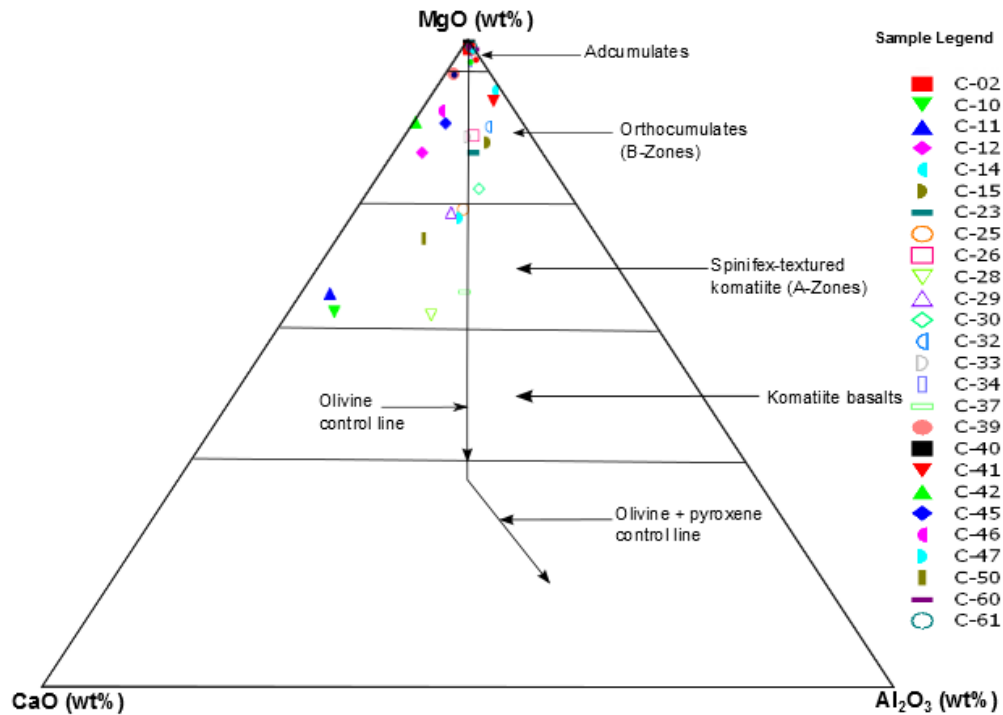 MgO (wt%)
Sample Legend
Adcumulates
Orthocumulates
(B-Zones)
Spinifex-textured
komatiite (A-Zones)
Olivine
control line
Komatiite basalts
Olivine + pyroxene
control line
CaO (wt%)
Al₂O₃ (wt%)
C-02
C-10
C-11
C-12
C-14
C-15
C-23
C-25
C-26
C-28
C-29
C-30
C-32
C-33
C-34
C-37
C-39
C-40
C-41
C-42
C-45
C-46
C-47
C-50
C-60
C-61